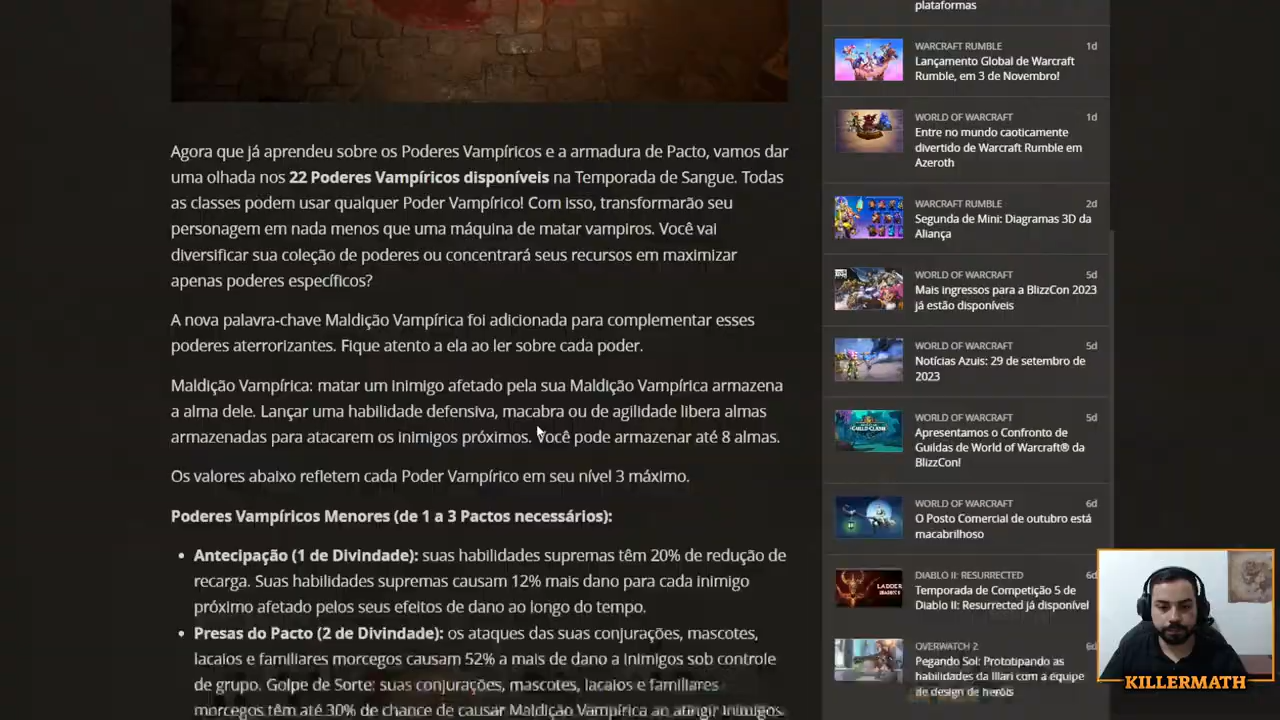 Agora que já aprendeu sobre os Poderes Vampíricos e a armadura de Pacto, vamos dar
uma olhada nos 22 Poderes Vampíricos disponíveis na Temporada de Sangue. Todas
as classes podem usar qualquer Poder Vampírico! Com isso, transformarão seu
personagem em nada menos que uma máquina de matar vampiros. Você vai
diversificar sua coleção de poderes ou concentrará seus recursos em maximizar
apenas poderes específicos?
A nova palavra-chave Maldição Vampírica foi adicionada para complementar esses
poderes aterrorizantes. Fique atento a ela ao ler sobre cada poder.
Maldição Vampírica: matar um inimigo afetado pela sua Maldição Vampírica armazena
a alma dele. Lançar uma habilidade defensiva, macabra ou de agilidade libera almas
armazenadas para atacarem os inimigos próximos. Você pode armazenar até 8 almas.
Os valores abaixo refletem cada Poder Vampírico em seu nível 3 máximo.
Poderes Vampíricos Menores (de 1 a 3 Pactos necessários):
• Antecipação (1 de Divindade): suas habilidades supremas têm 20% de redução de
recarga. Suas habilidades supremas causam 12% mais dano para cada inimigo
próximo afetado pelos seus efeitos de dano ao longo do tempo.
• Presas do Pacto (2 de Divindade): os ataques das suas conjurações, mascotes,
lacaios e familiares morcegos causam 52% a mais de dano a inimigos sob controle
de grupo. Golpe de Sorte: suas conjurações, mascotes, lacaios e familiares
morcegos têm até 30% de chance de causar Maldição Vampírica ao atingir inimigos.
plataformas
WARCRAFT RUMBLE 1d
Lançamento Global de Warcraft
Rumble, em 3 de Novembro!
WORLD OF WARCRAFT 1d
Entre no mundo caoticamente
divertido de Warcraft Rumble em
Azeroth
WARCRAFT RUMBLE 2d
Segunda de Mini: Diagramas 3D da
Aliança
WORLD OF WARCRAFT 5d
Mais ingressos para a BlizzCon 2023
já estão disponíveis
WORLD OF WARCRAFT 5d
Notícias Azuis: 29 de setembro de
2023
WORLD OF WARCRAFT 5d
Apresentamos o Confronto de
Guildas de World of Warcraft® da
BlizzCon!
WORLD OF WARCRAFT 6d
O Posto Comercial de outubro está
macabrilhoso
DIABLO II: RESURRECTED 6d
Temporada de Competição 5 de
Diablo II: Resurrected já disponível
OVERWATCH 2 6d
Pegando Sol: Prototipando as
habilidades da Illari com a equipe
de design de heróis
KILLERMATH